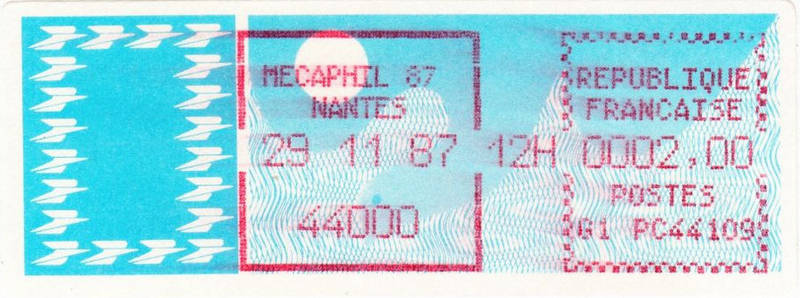 MECAPHIL 87
NANTES
29 11 87 12H
44000
REPUBLIQUE
FRANCAISE
0002,00
POSTES
G1 PC44109